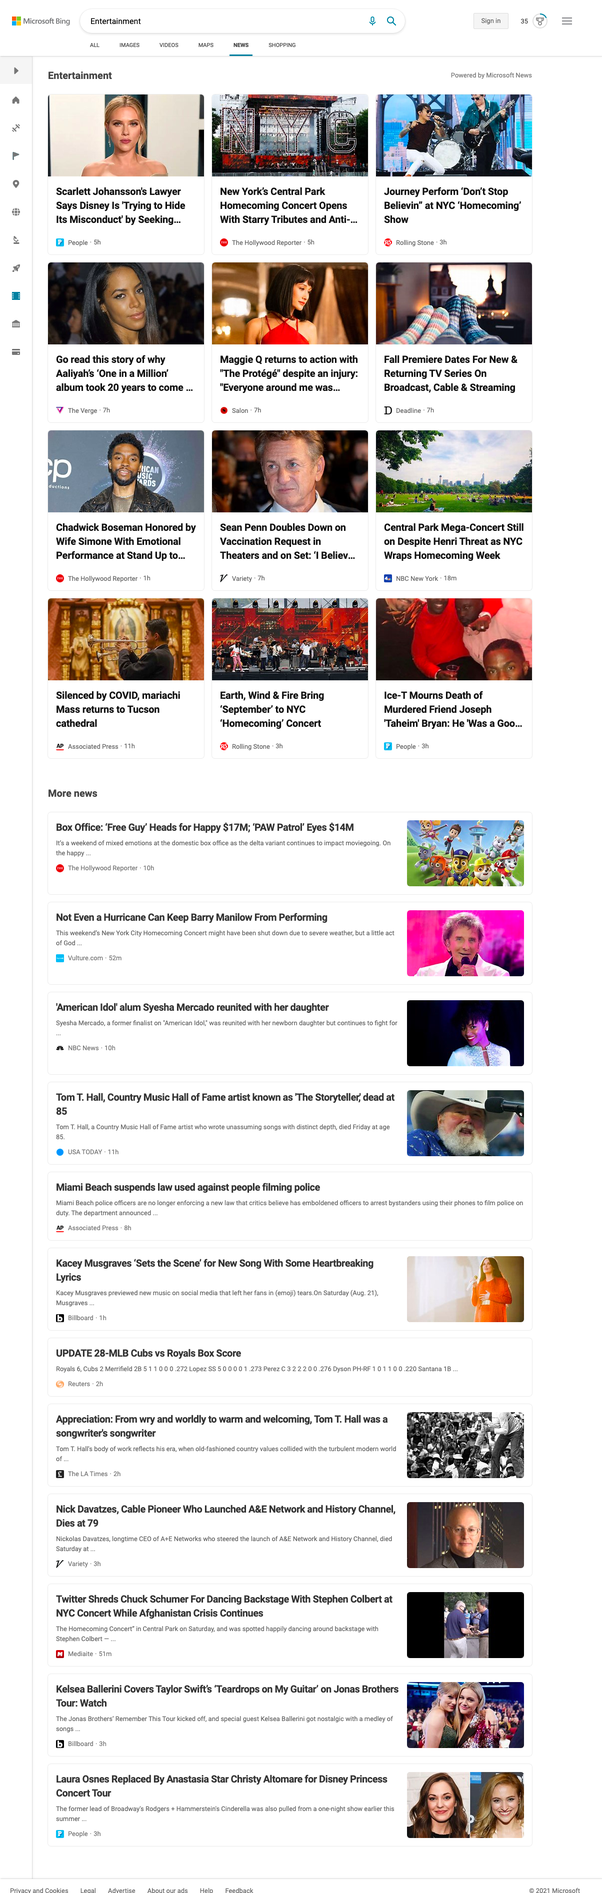 Microsoft Bing
Entertainment
Sign in
35
ALL IMAGES VIDEOS MAPS NEWS SHOPPING
Entertainment
Powered by Microsoft News
Scarlett Johansson's Lawyer
Says Disney Is 'Trying to Hide
Its Misconduct' by Seeking...
People · 5h
New York's Central Park
Homecoming Concert Opens
With Starry Tributes and Anti-...
The Hollywood Reporter · 5h
Journey Perform 'Don't Stop
Believin'' at NYC 'Homecoming'
Show
Rolling Stone · 3h
Go read this story of why
Aaliyah's 'One in a Million'
album took 20 years to come ...
The Verge · 7h
Maggie Q returns to action with
"The Protégé" despite an injury:
"Everyone around me was...
Salon · 7h
Fall Premiere Dates For New &
Returning TV Series On
Broadcast, Cable & Streaming
Deadline · 7h
Chadwick Boseman Honored by
Wife Simone With Emotional
Performance at Stand Up to...
The Hollywood Reporter · 1h
Sean Penn Doubles Down on
Vaccination Request in
Theaters and on Set: 'I Believ...
Variety · 7h
Central Park Mega-Concert Still
on Despite Henri Threat as NYC
Wraps Homecoming Week
NBC New York · 18m
Silenced by COVID, mariachi
Mass returns to Tucson
cathedral
Associated Press · 11h
Earth, Wind & Fire Bring
'September' to NYC
'Homecoming' Concert
Rolling Stone · 3h
Ice-T Mourns Death of
Murdered Friend Joseph
'Taheim' Bryan: He 'Was a Goo...
People · 3h
More news
Box Office: 'Free Guy' Heads for Happy $17M; 'PAW Patrol' Eyes $14M
It's a weekend of mixed emotions at the domestic box office as the delta variant continues to impact moviegoing. On
the happy ...
The Hollywood Reporter · 10h
Not Even a Hurricane Can Keep Barry Manilow From Performing
This weekend's New York City Homecoming Concert might have been shut down due to severe weather, but a little act
of God ...
Vulture.com · 52m
'American Idol' alum Syesha Mercado reunited with her daughter
Syesha Mercado, a former finalist on "American Idol," was reunited with her newborn daughter but continues to fight for
...
NBC News · 10h
Tom T. Hall, Country Music Hall of Fame artist known as 'The Storyteller,' dead at
85
Tom T. Hall, a Country Music Hall of Fame artist who wrote unassuming songs with distinct depth, died Friday at age
85.
USA TODAY · 11h
Miami Beach suspends law used against people filming police
Miami Beach police officers are no longer enforcing a new law that critics believe has emboldened officers to arrest bystanders using their phones to film police on
duty. The department announced ...
Associated Press · 8h
Kacey Musgraves 'Sets the Scene' for New Song With Some Heartbreaking
Lyrics
Kacey Musgraves previewed new music on social media that left her fans in (emoji) tears.On Saturday (Aug. 21),
Musgraves ...
Billboard · 1h
UPDATE 28-MLB Cubs vs Royals Box Score
Royals 6, Cubs 2 Merrifield 2B 5 1 1 0 0 0 .272 Lopez SS 5 0 0 0 0 1 .273 Perez C 3 2 2 2 0 0 .276 Dyson PH-RF 1 0 1 1 0 0 .220 Santana 1B ...
Reuters · 2h
Appreciation: From wry and worldly to warm and welcoming, Tom T. Hall was a
songwriter's songwriter
Tom T. Hall's body of work reflects his era, when old-fashioned country values collided with the turbulent modern world
of ...
The LA Times · 2h
Nick Davatzes, Cable Pioneer Who Launched A&E Network and History Channel,
Dies at 79
Nickolas Davatzes, longtime CEO of A+E Networks who steered the launch of A&E Network and History Channel, died
Saturday at ...
Variety · 3h
Twitter Shreds Chuck Schumer For Dancing Backstage With Stephen Colbert at
NYC Concert While Afghanistan Crisis Continues
The Homecoming Concert" in Central Park on Saturday, and was spotted happily dancing around backstage with
Stephen Colbert — ...
Mediaite · 51m
Kelsea Ballerini Covers Taylor Swift's 'Teardrops on My Guitar' on Jonas Brothers
Tour: Watch
The Jonas Brothers' Remember This Tour kicked off, and special guest Kelsea Ballerini got nostalgic with a medley of
songs ...
Billboard · 3h
Laura Osnes Replaced By Anastasia Star Christy Altomare for Disney Princess
Concert Tour
The former lead of Broadway's Rodgers + Hammerstein's Cinderella was also pulled from a one-night show earlier this
summer ...
People · 3h
Privacy and Cookies Legal Advertise About our ads Help Feedback
© 2021 Microsoft